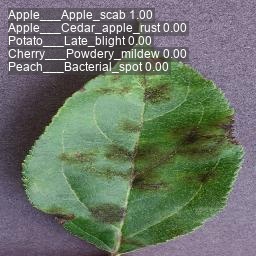 Apple___Apple_scab 1.00
Apple___Cedar_apple_rust 0.00
Potato___Late_blight 0.00
Cherry___Powdery_mildew 0.00
Peach___Bacterial_spot 0.00